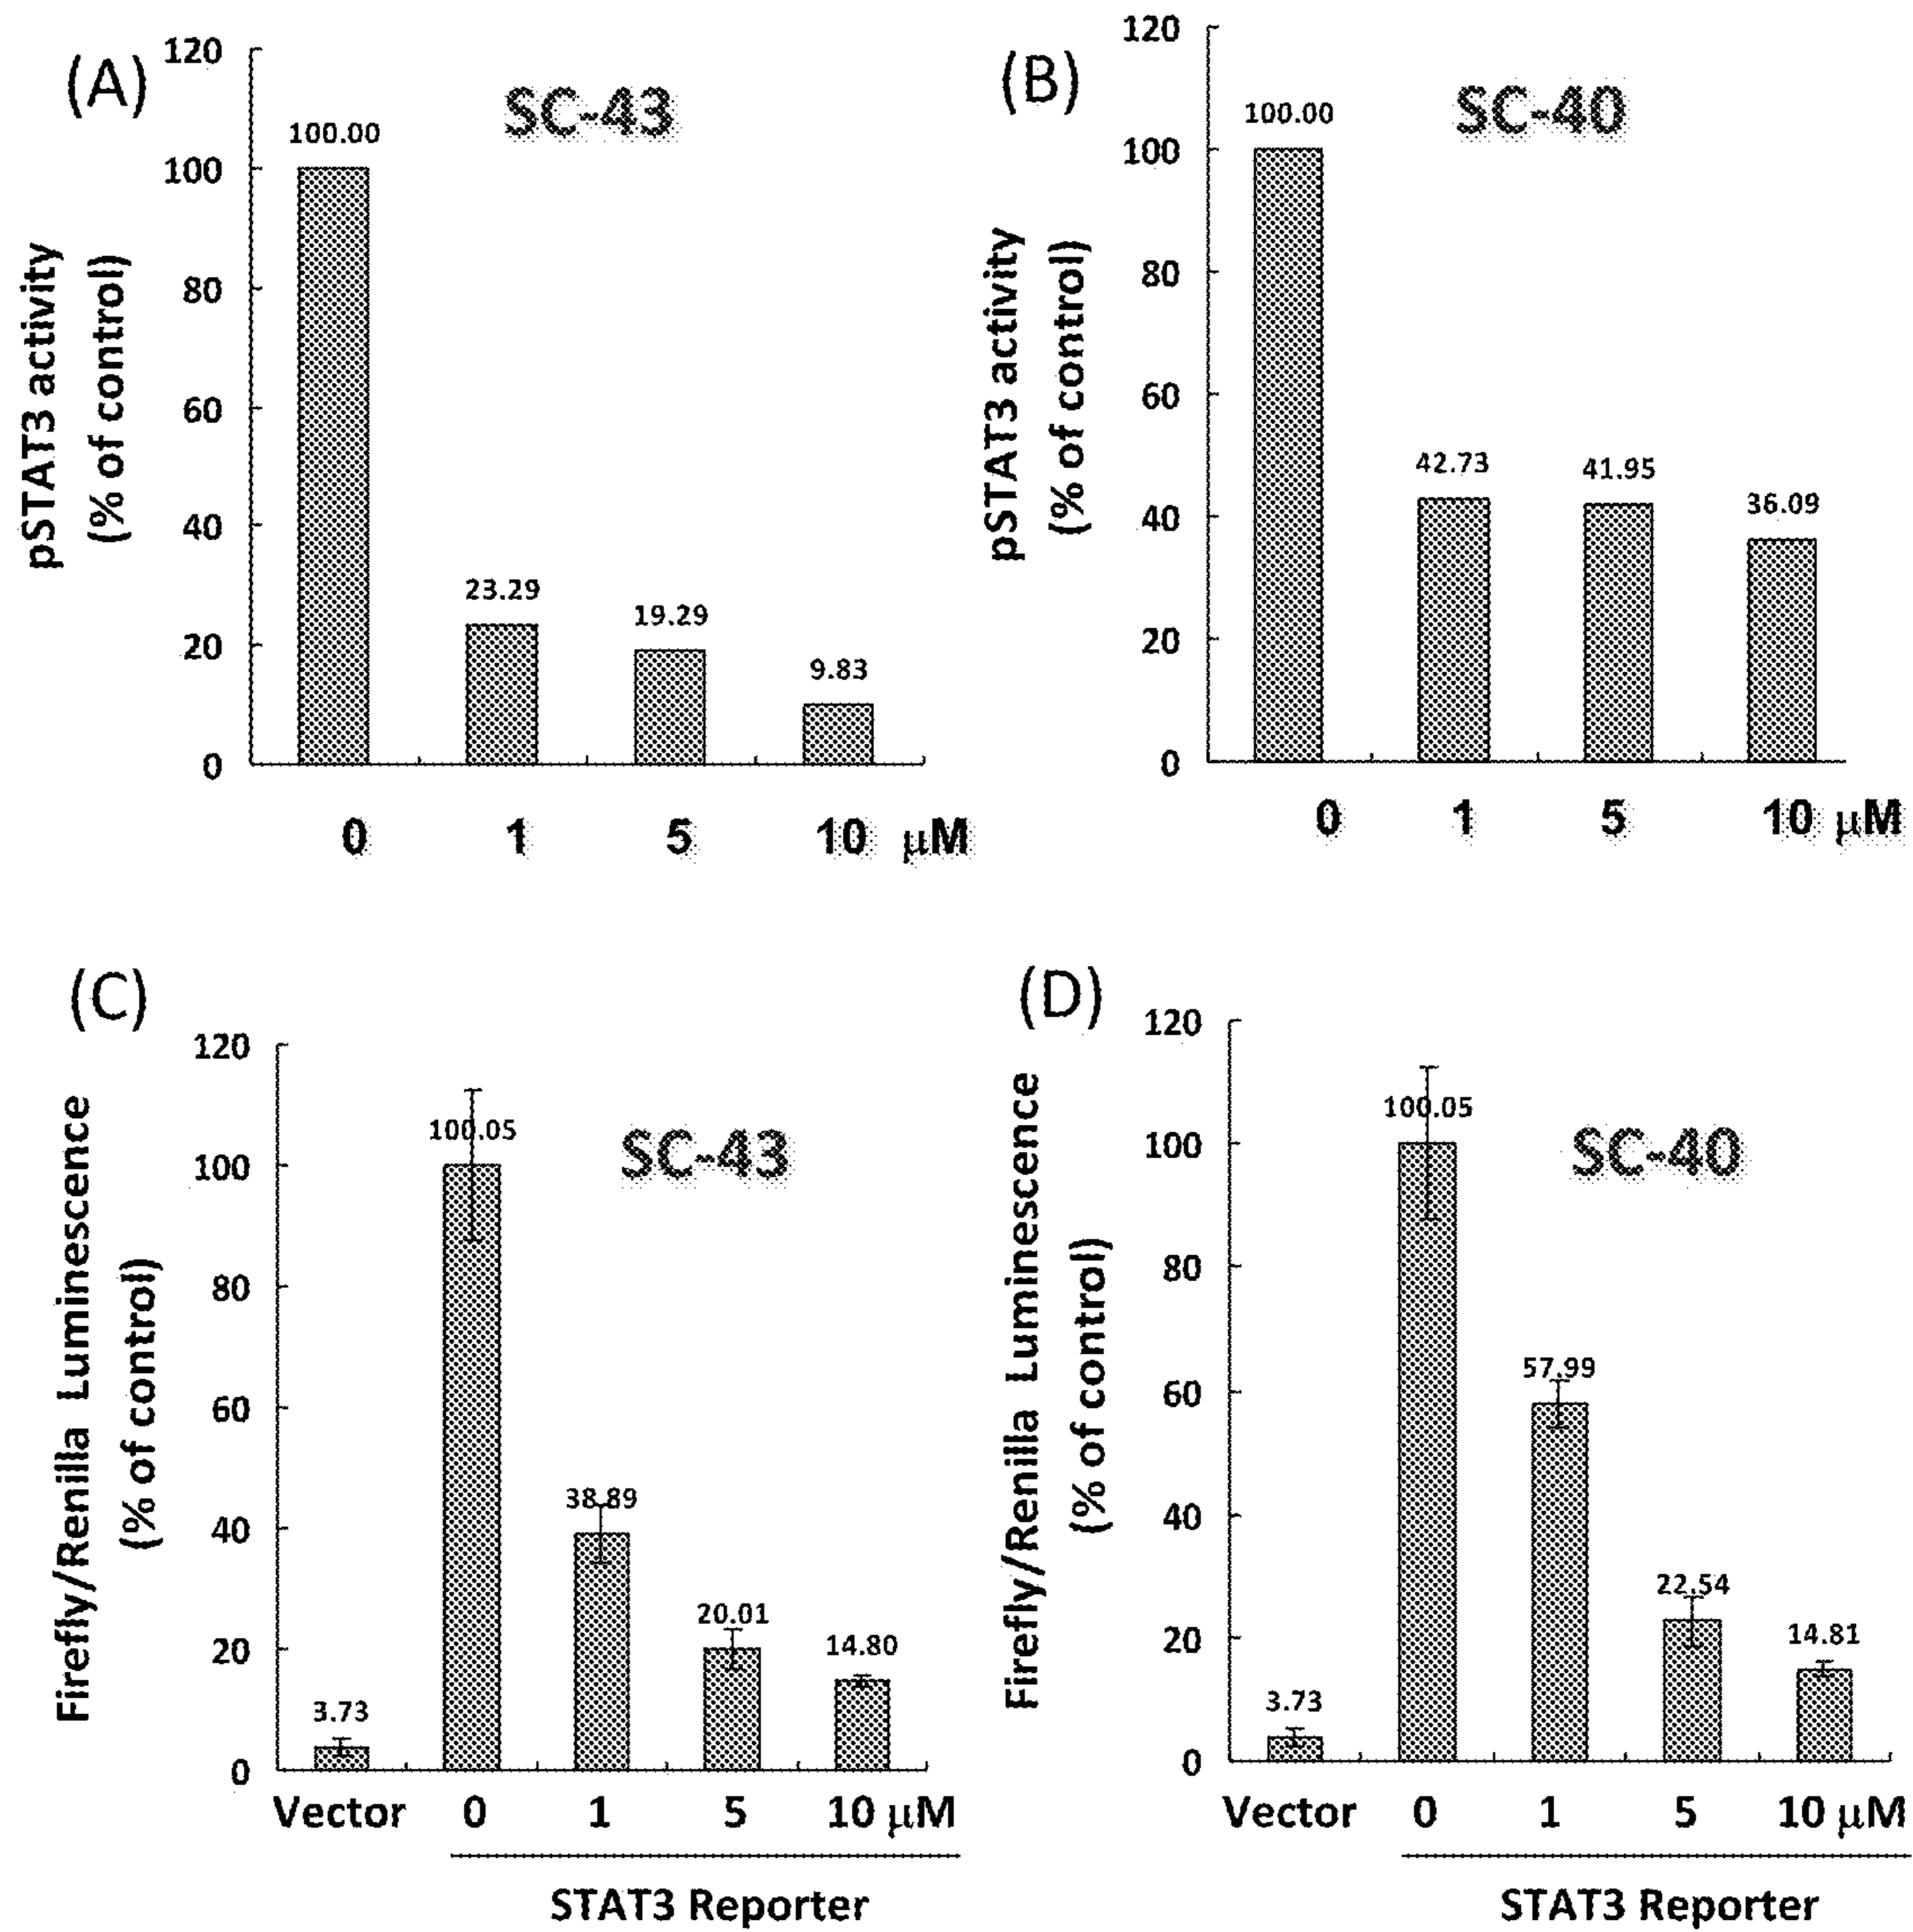 (A)
SC-43
pSTAT3 activity
(% of control)
120
100
80
60
40
20
0
100.00
23.29
19.29
9.83
0 1 5 10 μM
(B)
SC-40
pSTAT3 activity
(% of control)
120
100
80
60
40
20
0
100.00
42.73
41.95
36.09
0 1 5 10 μM
(C)
SC-43
Firefly/Renilla Luminescence
(% of control)
120
100
80
60
40
20
0
3.73
100.05
38.89
20.01
14.80
Vector 0 1 5 10 μM
STAT3 Reporter
(D)
SC-40
Firefly/Renilla Luminescence
(% of control)
120
100
80
60
40
20
0
3.73
100.05
57.99
22.54
14.81
Vector 0 1 5 10 μM
STAT3 Reporter